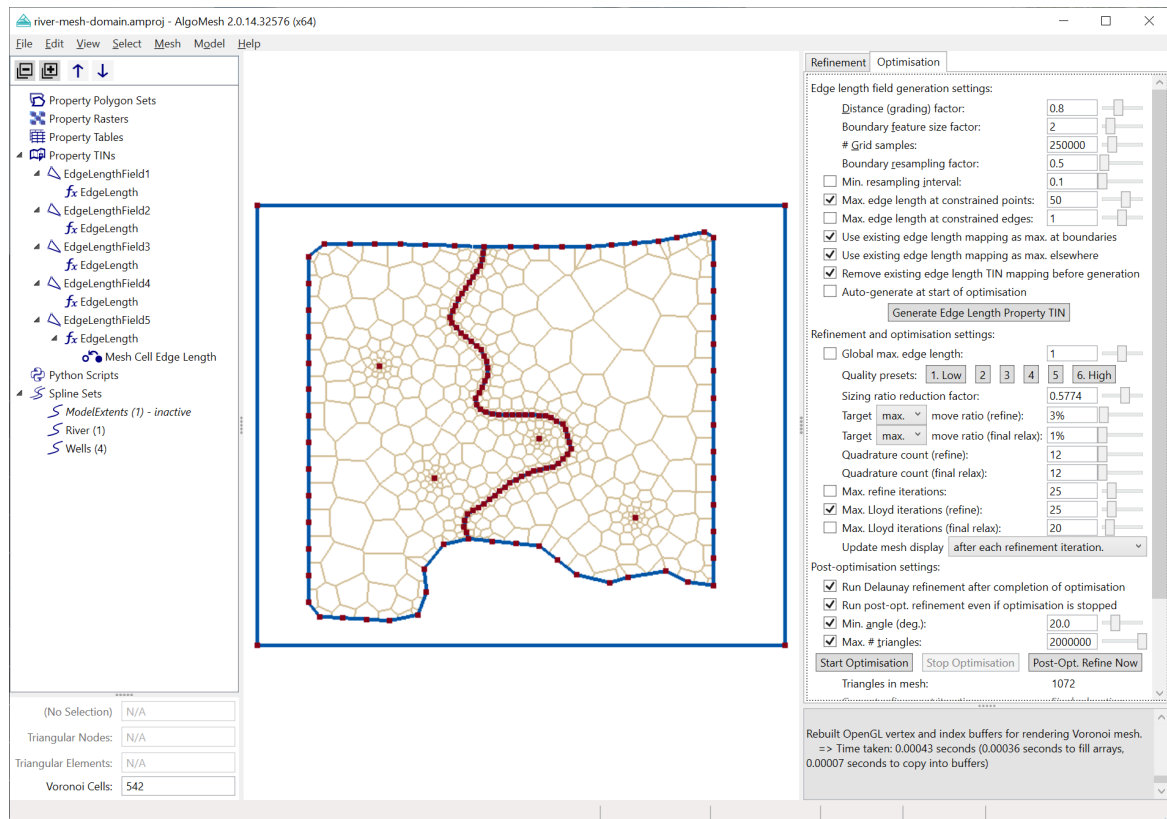 river-mesh-domain.amproj - AlgoMesh 2.0.14.32576 (x64)
File Edit View Select Mesh Model Help
Property Polygon Sets
Property Rasters
Property Tables
Property TINs
EdgeLengthField1
fx EdgeLength
EdgeLengthField2
fx EdgeLength
EdgeLengthField3
fx EdgeLength
EdgeLengthField4
fx EdgeLength
EdgeLengthField5
fx EdgeLength
Mesh Cell Edge Length
Python Scripts
Spline Sets
ModelExtents (1) - inactive
River (1)
Wells (4)
(No Selection) N/A
Triangular Nodes: N/A
Triangular Elements: N/A
Voronoi Cells: 542
Refinement Optimisation
Edge length field generation settings:
Distance (grading) factor: 0.8
Boundary feature size factor: 2
# Grid samples: 250000
Boundary resampling factor: 0.5
Min. resampling interval: 0.1
Max. edge length at constrained points: 50
Max. edge length at constrained edges: 1
Use existing edge length mapping as max. at boundaries
Use existing edge length mapping as max. elsewhere
Remove existing edge length TIN mapping before generation
Auto-generate at start of optimisation
Generate Edge Length Property TIN
Refinement and optimisation settings:
Global max. edge length: 1
Quality presets: 1. Low 2 3 4 5 6. High
Sizing ratio reduction factor: 0.5774
Target max. move ratio (refine): 3%
Target max. move ratio (final relax): 1%
Quadrature count (refine): 12
Quadrature count (final relax): 12
Max. refine iterations: 25
Max. Lloyd iterations (refine): 25
Max. Lloyd iterations (final relax): 20
Update mesh display after each refinement iteration.
Post-optimisation settings:
Run Delaunay refinement after completion of optimisation
Run post-opt. refinement even if optimisation is stopped
Min. angle (deg.): 20.0
Max. # triangles: 2000000
Start Optimisation Stop Optimisation Post-Opt. Refine Now
Triangles in mesh: 1072
Rebuilt OpenGL vertex and index buffers for rendering Voronoi mesh.
=> Time taken: 0.00043 seconds (0.00036 seconds to fill arrays,
0.00007 seconds to copy into buffers)